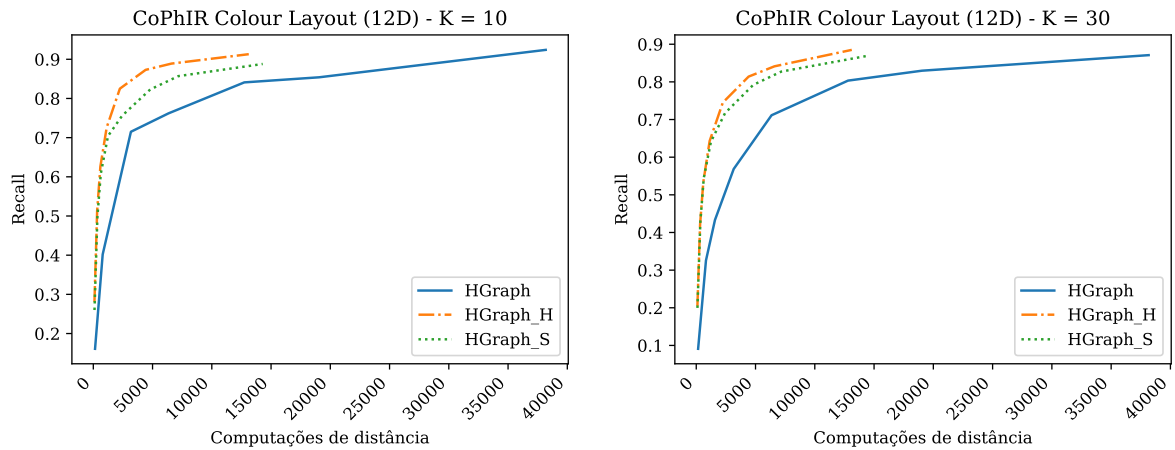 CoPhIR Colour Layout (12D) - K = 10
Recall
0.9
0.8
0.7
0.6
0.5
0.4
0.3
0.2
HGraph
HGraph_H
HGraph_S
0
5000
10000
15000
20000
25000
30000
35000
40000
Computações de distância
CoPhIR Colour Layout (12D) - K = 30
Recall
0.9
0.8
0.7
0.6
0.5
0.4
0.3
0.2
0.1
HGraph
HGraph_H
HGraph_S
0
5000
10000
15000
20000
25000
30000
35000
40000
Computações de distância